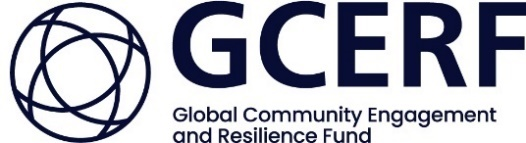 GCERF
Global Community Engagement
and Resilience Fund